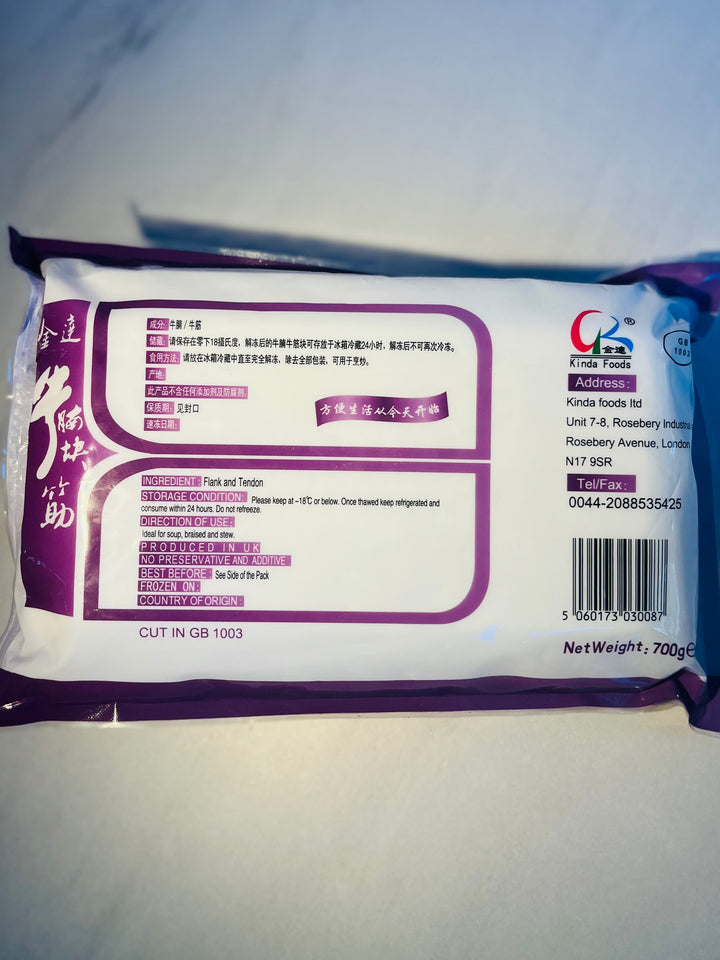 金達
牛腩块筋
成分: 牛腩 / 牛筋
储藏: 请保存在零下18摄氏度，解冻后的牛腩牛筋块可存放于冰箱冷藏24小时，解冻后不可再次冷冻。
食用方法: 请放在冰箱冷藏中直至完全解冻，除去全部包装，可用于烹炒。
产地:
此产品不含任何添加剂及防腐剂
保质期: 见封口
速冻日期:
方便生活从今天开始
INGREDIENT : Flank and Tendon
STORAGE CONDITION: Please keep at -18℃ or below. Once thawed keep refrigerated and
consume within 24 hours. Do not refreeze.
DIRECTION OF USE:
Ideal for soup, braised and stew.
PRODUCED IN UK
NO PRESERVATIVE AND ADDITIVE
BEST BEFORE : See Side of the Pack
FROZEN ON:
COUNTRY OF ORIGIN :
CUT IN GB 1003
®
金達
Kinda Foods
GB
1003
Address:
Kinda foods ltd
Unit 7-8, Rosebery Industria
Rosebery Avenue, London
N17 9SR
Tel/Fax:
0044-2088535425
5 060173 030087
NetWeight: 700g℮